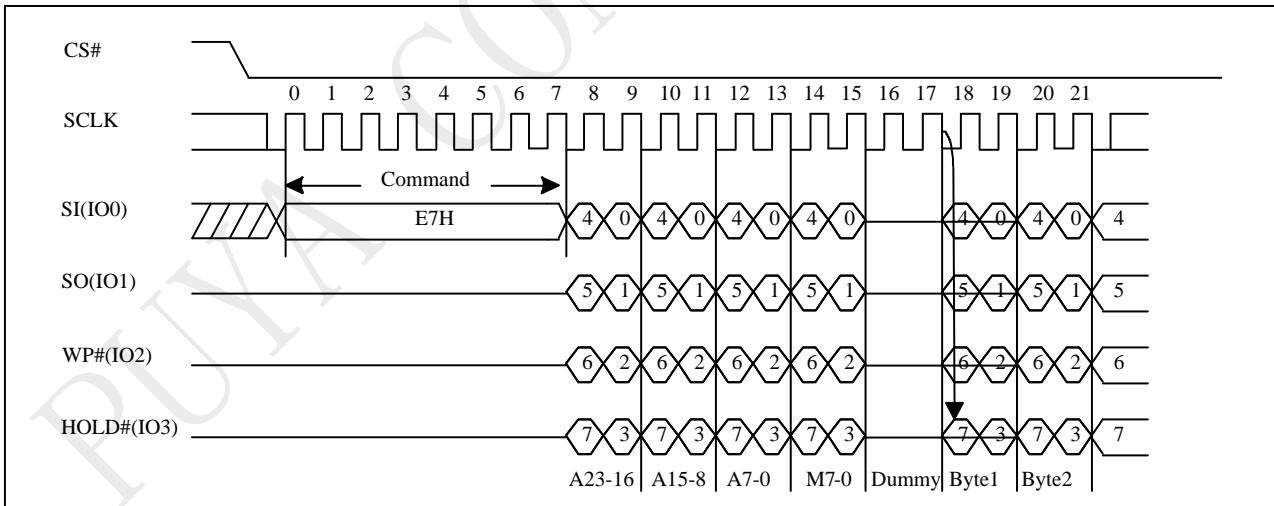 CS#
0 1 2 3 4 5 6 7 8 9 10 11 12 13 14 15 16 17 18 19 20 21
SCLK
Command
SI(IO0)
E7H
4 0 4 0 4 0 4 0 4 0 4 0 4
SO(IO1)
5 1 5 1 5 1 5 1 5 1 5 1 5
WP#(IO2)
6 2 6 2 6 2 6 2 6 2 6 2 6
HOLD#(IO3)
7 3 7 3 7 3 7 3 7 3 7 3 7
A23-16 A15-8 A7-0 M7-0 Dummy Byte1 Byte2
PUYA CO